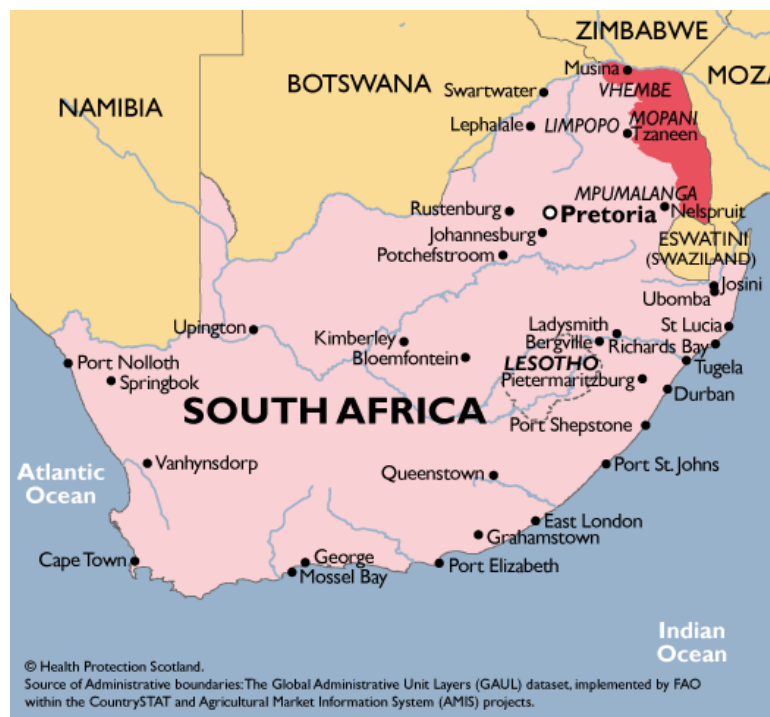 ZIMBABWE
Musina
MOZA
BOTSWANA
VHEMBE
Swartwater
NAMIBIA
MOPANI
Lephalale
LIMPOPO
Tzaneen
MPUMALANGA
Rustenburg
Pretoria
Nelspruit
Johannesburg
ESWATINI
(SWAZILAND)
Potchefstroom
Josini
Ubomba
Upington
Ladysmith
St Lucia
Kimberley
Bergville
Richards Bay
Bloemfontein
LESOTHO
Tugela
Port Nolloth
Pietermaritzburg
Springbok
Durban
SOUTH AFRICA
Port Shepstone
Vanhynsdorp
Port St. Johns
Atlantic
Ocean
Queenstown
East London
Grahamstown
Cape Town
George
Port Elizabeth
Mossel Bay
Indian
Ocean
© Health Protection Scotland.
Source of Administrative boundaries: The Global Administrative Unit Layers (GAUL) dataset, implemented by FAO
within the CountrySTAT and Agricultural Market Information System (AMIS) projects.